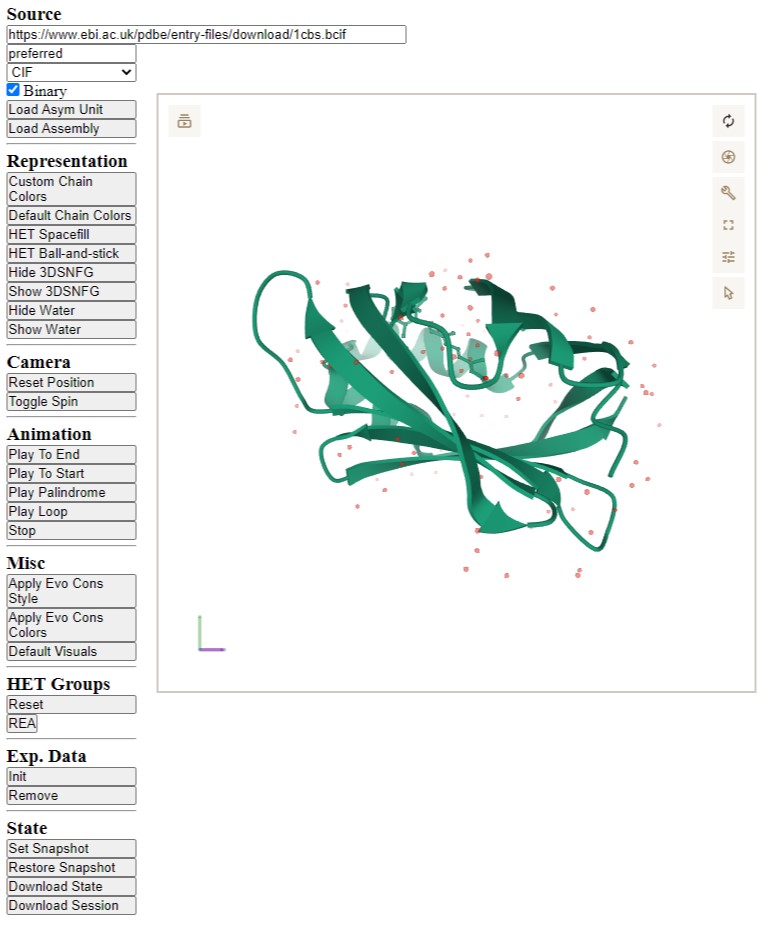 Source
https://www.ebi.ac.uk/pdbe/entry-files/download/1cbs.bcif
preferred
CIF
Binary
Load Asym Unit
Load Assembly
Representation
Custom Chain
Colors
Default Chain Colors
HET Spacefill
HET Ball-and-stick
Hide 3DSNFG
Show 3DSNFG
Hide Water
Show Water
Camera
Reset Position
Toggle Spin
Animation
Play To End
Play To Start
Play Palindrome
Play Loop
Stop
Misc
Apply Evo Cons
Style
Apply Evo Cons
Colors
Default Visuals
HET Groups
Reset
REA
Exp. Data
Init
Remove
State
Set Snapshot
Restore Snapshot
Download State
Download Session